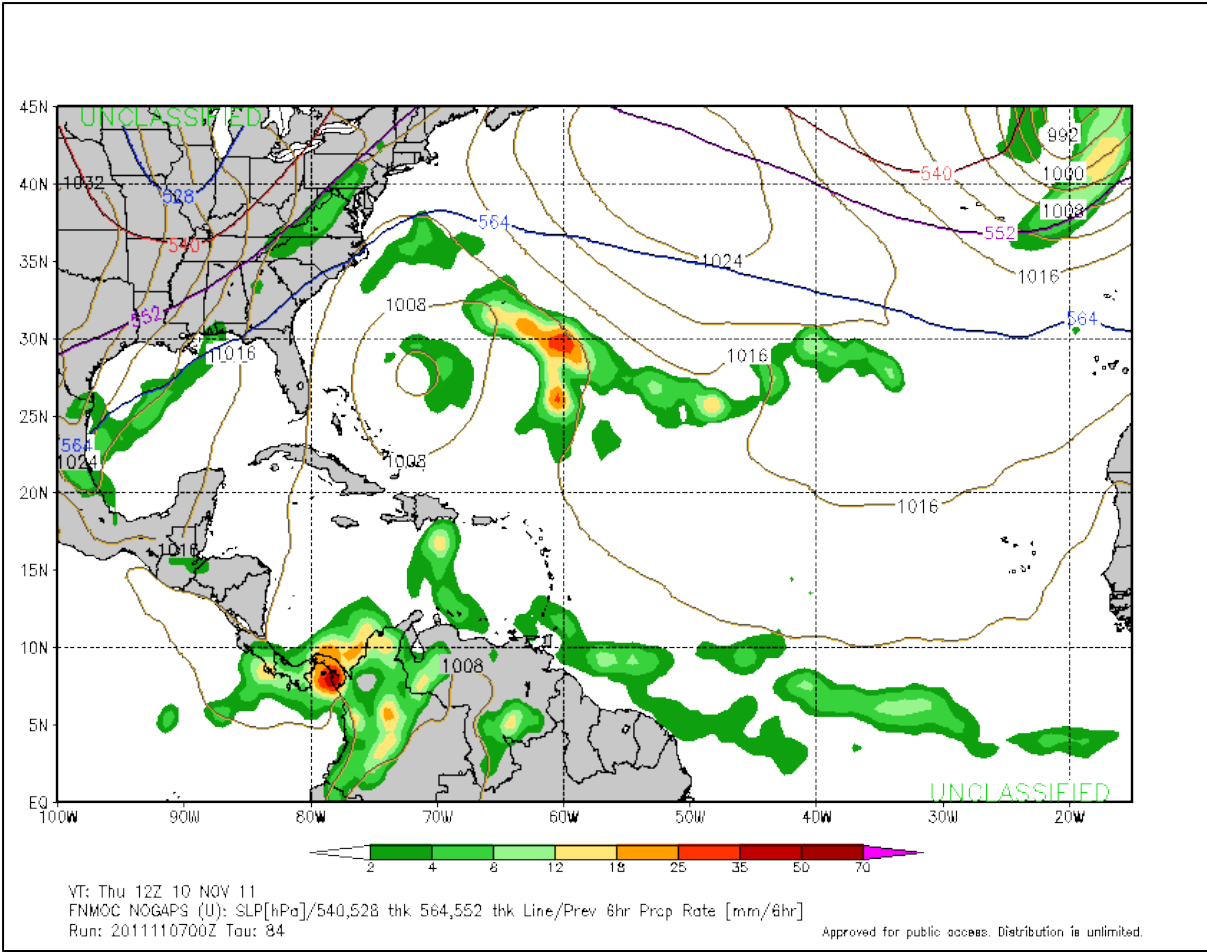 45N
UNCLASSIFIED
992
1032
528
540
1000
40N
1008
564
552
540
1024
1016
35N
1008
552
564
30N
1016
1016
25N
564
1024
1008
20N
1016
1016
15N
10N
1008
5N
EQ
UNCLASSIFIED
100W 90W 80W 70W 60W 50W 40W 30W 20W
2 4 8 12 18 25 35 50 70
VT: Thu 12Z 10 NOV 11
FNMOC NOGAPS (U): SLP[hPa]/540,528 thk 564,552 thk Line/Prev 6hr Prcp Rate [mm/6hr]
Run: 2011110700Z Tau: 84
Approved for public access. Distribution is unlimited.